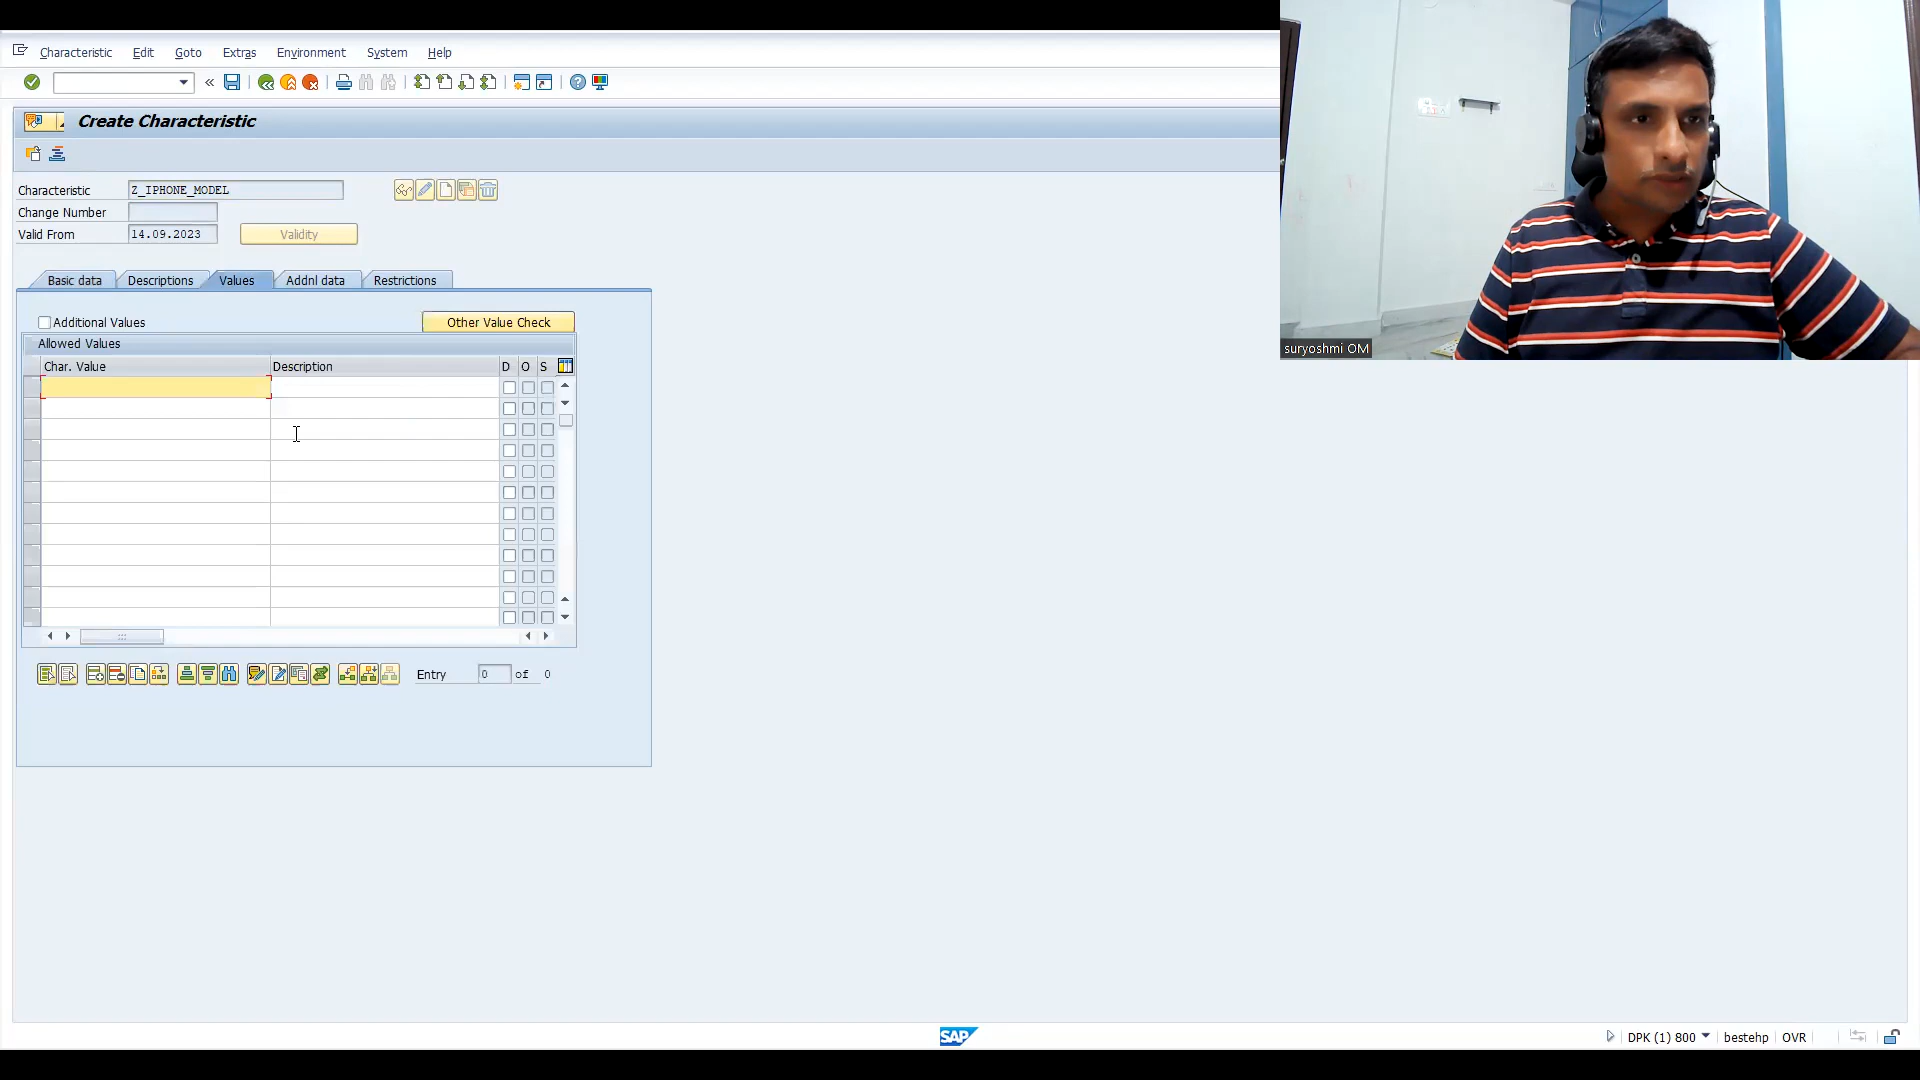 Characteristic Edit Goto Extras Environment System Help
Create Characteristic
Characteristic Z_IPHONE_MODEL
Change Number
Valid From 14.09.2023 Validity
Basic data Descriptions Values Addnl data Restrictions
Additional Values Other Value Check
Allowed Values
Char. Value Description D O S
Entry 0 of 0
suryoshmi OM
SAP
DPK (1) 800 bestehp OVR